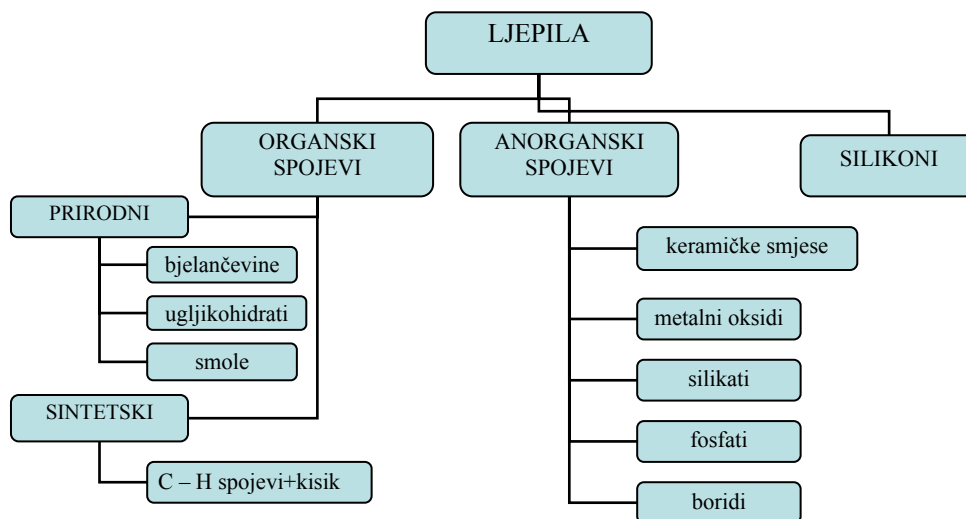 LJEPILA
ORGANSKI
SPOJEVI
ANORGANSKI
SPOJEVI
SILIKONI
PRIRODNI
bjelančevine
ugljikohidrati
smole
SINTETSKI
C – H spojevi+kisik
keramičke smjese
metalni oksidi
silikati
fosfati
boridi